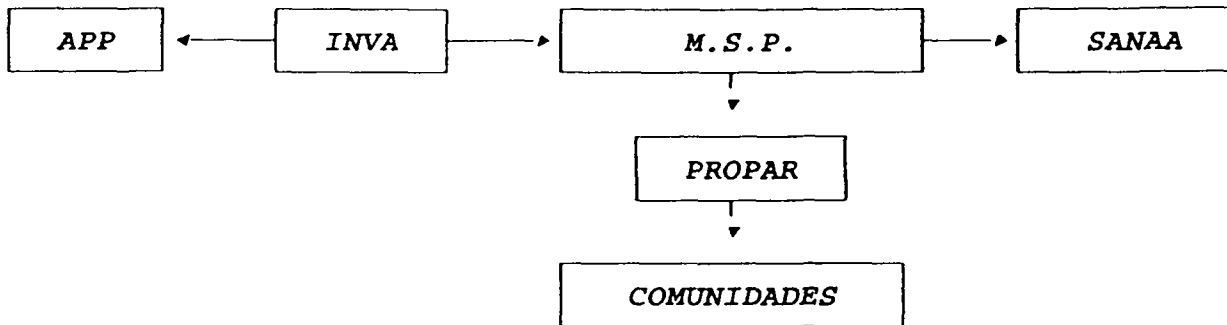 APP INVA M.S.P. SANAA
PROPAR
COMUNIDADES